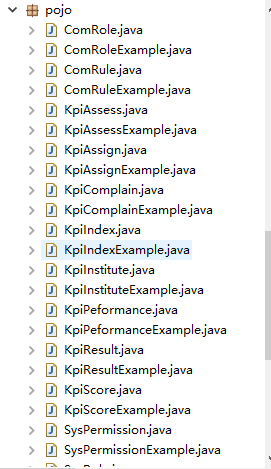 pojo
ComRole.java
ComRoleExample.java
ComRule.java
ComRuleExample.java
KpiAssess.java
KpiAssessExample.java
KpiAssign.java
KpiAssignExample.java
KpiComplain.java
KpiComplainExample.java
KpiIndex.java
KpiIndexExample.java
KpiInstitute.java
KpiInstituteExample.java
KpiPeformance.java
KpiPeformanceExample.java
KpiResult.java
KpiResultExample.java
KpiScore.java
KpiScoreExample.java
SysPermission.java
SysPermissionExample.java